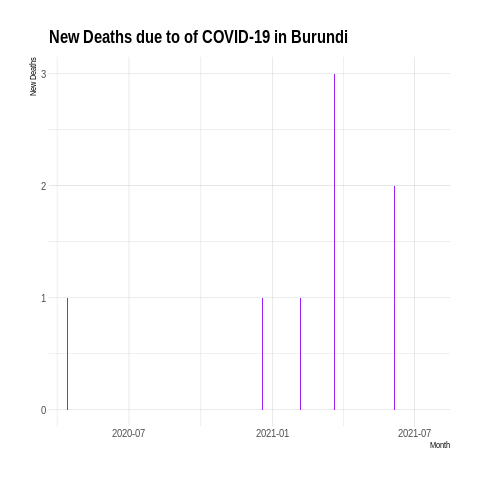 New Deaths due to of COVID-19 in Burundi
New Deaths
3
2
1
0
2020-07
2021-01
2021-07
Month